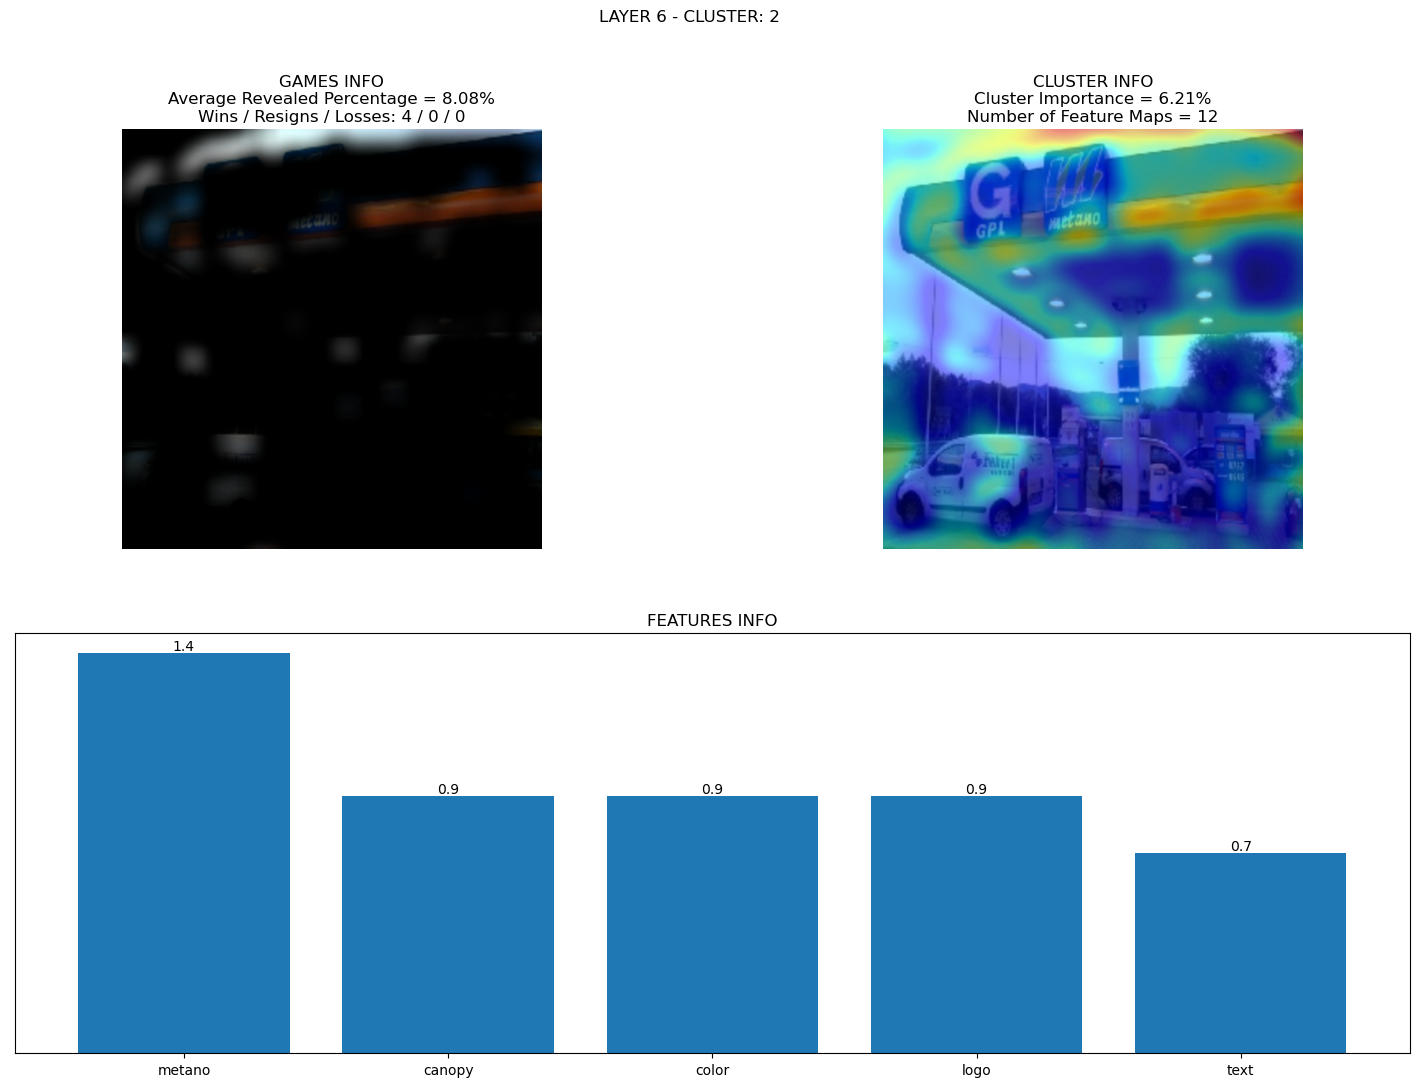 LAYER 6 - CLUSTER: 2
GAMES INFO
Average Revealed Percentage = 8.08%
Wins / Resigns / Losses: 4 / 0 / 0
GPL
metano
CLUSTER INFO
Cluster Importance = 6.21%
Number of Feature Maps = 12
G
GPL
metano
FEATURES INFO
1.4
0.9
0.9
0.9
0.7
metano
canopy
color
logo
text